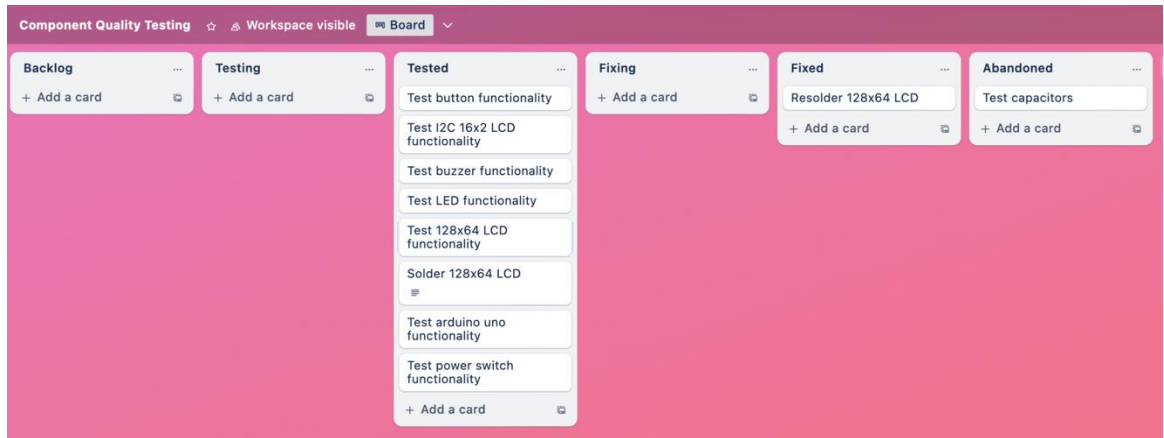 Component Quality Testing Workspace visible Board
Backlog ...
+ Add a card
Testing ...
+ Add a card
Tested ...
Test button functionality
Test I2C 16x2 LCD
functionality
Test buzzer functionality
Test LED functionality
Test 128x64 LCD
functionality
Solder 128x64 LCD
Test arduino uno
functionality
Test power switch
functionality
+ Add a card
Fixing ...
+ Add a card
Fixed ...
Resolder 128x64 LCD
+ Add a card
Abandoned ...
Test capacitors
+ Add a card